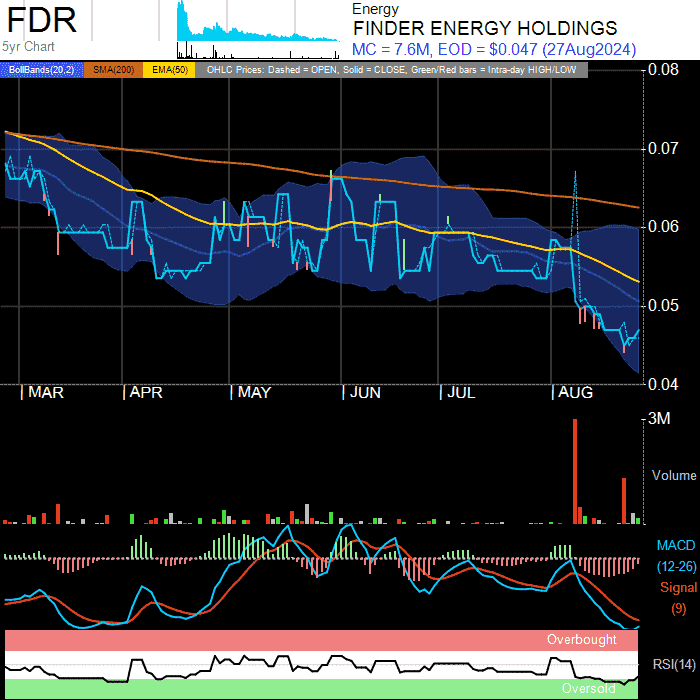 FDR
5yr Chart
Energy
FINDER ENERGY HOLDINGS
MC = 7.6M, EOD = $0.047 (27Aug2024)
BollBands(20,2) SMA(200) EMA(50) OHLC Prices: Dashed = OPEN, Solid = CLOSE, Green/Red bars = Intra-day HIGH/LOW
0.08
0.07
0.06
0.05
0.04
| MAR | APR | MAY | JUN | JUL | AUG
3M
Volume
MACD
(12-26)
Signal
(9)
Overbought
RSI(14)
Oversold